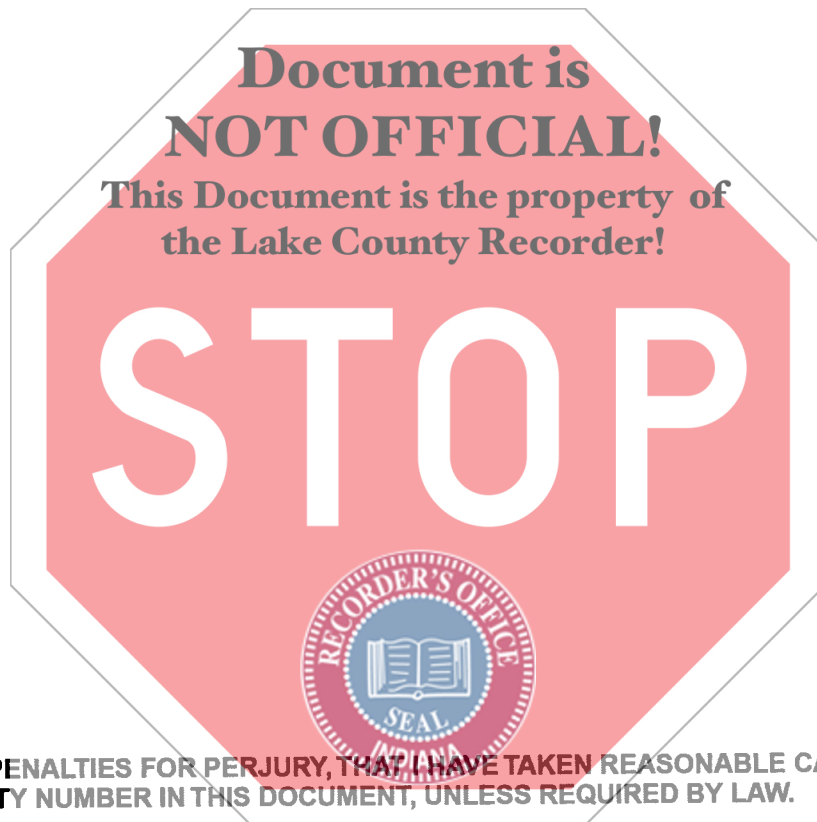 Document is
NOT OFFICIAL!
This Document is the property of
the Lake County Recorder!
STOP
RECORDER'S OFFICE
SEAL
INDIANA
PENALTIES FOR PERJURY, THAT I HAVE TAKEN REASONABLE CA
TY NUMBER IN THIS DOCUMENT, UNLESS REQUIRED BY LAW.